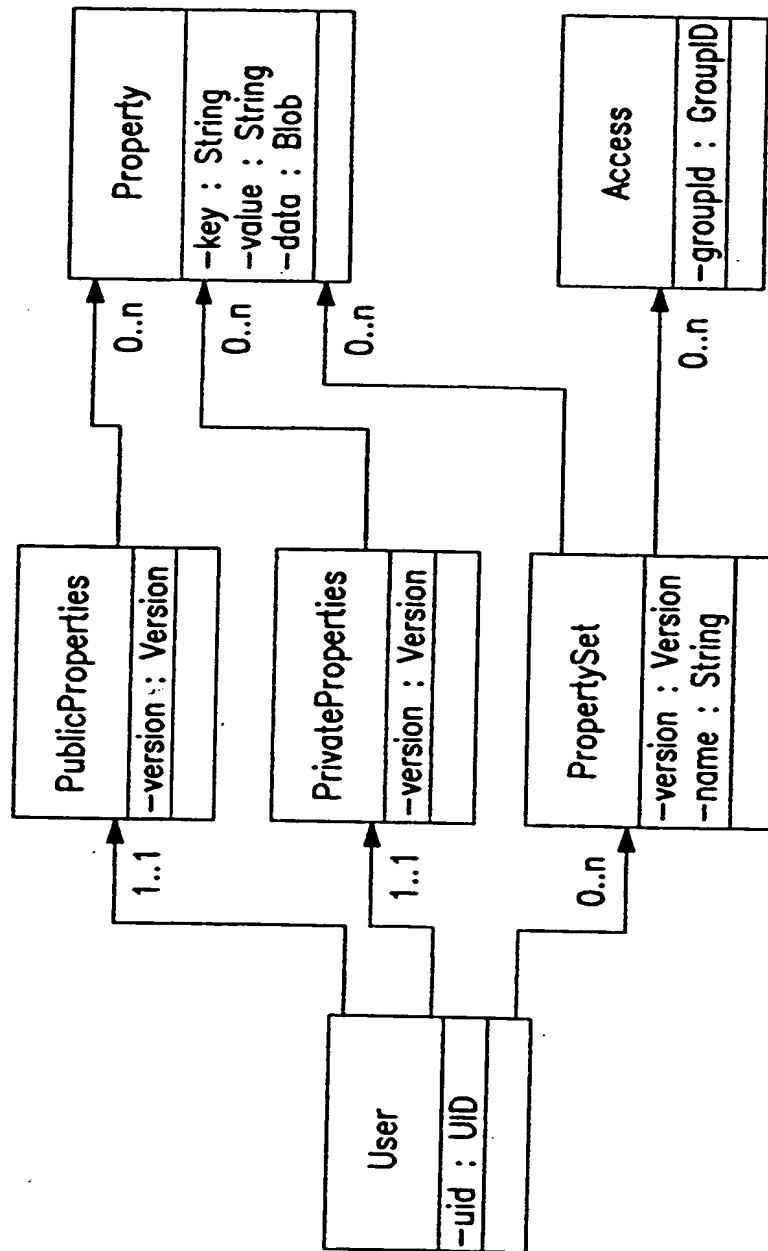 User
-uid : UID
1..1
1..1
0..n
PublicProperties
-version : Version
PrivateProperties
-version : Version
PropertySet
-version : Version
-name : String
0..n
0..n
0..n
0..n
Property
-key : String
-value : String
-data : Blob
Access
-groupId : GroupID